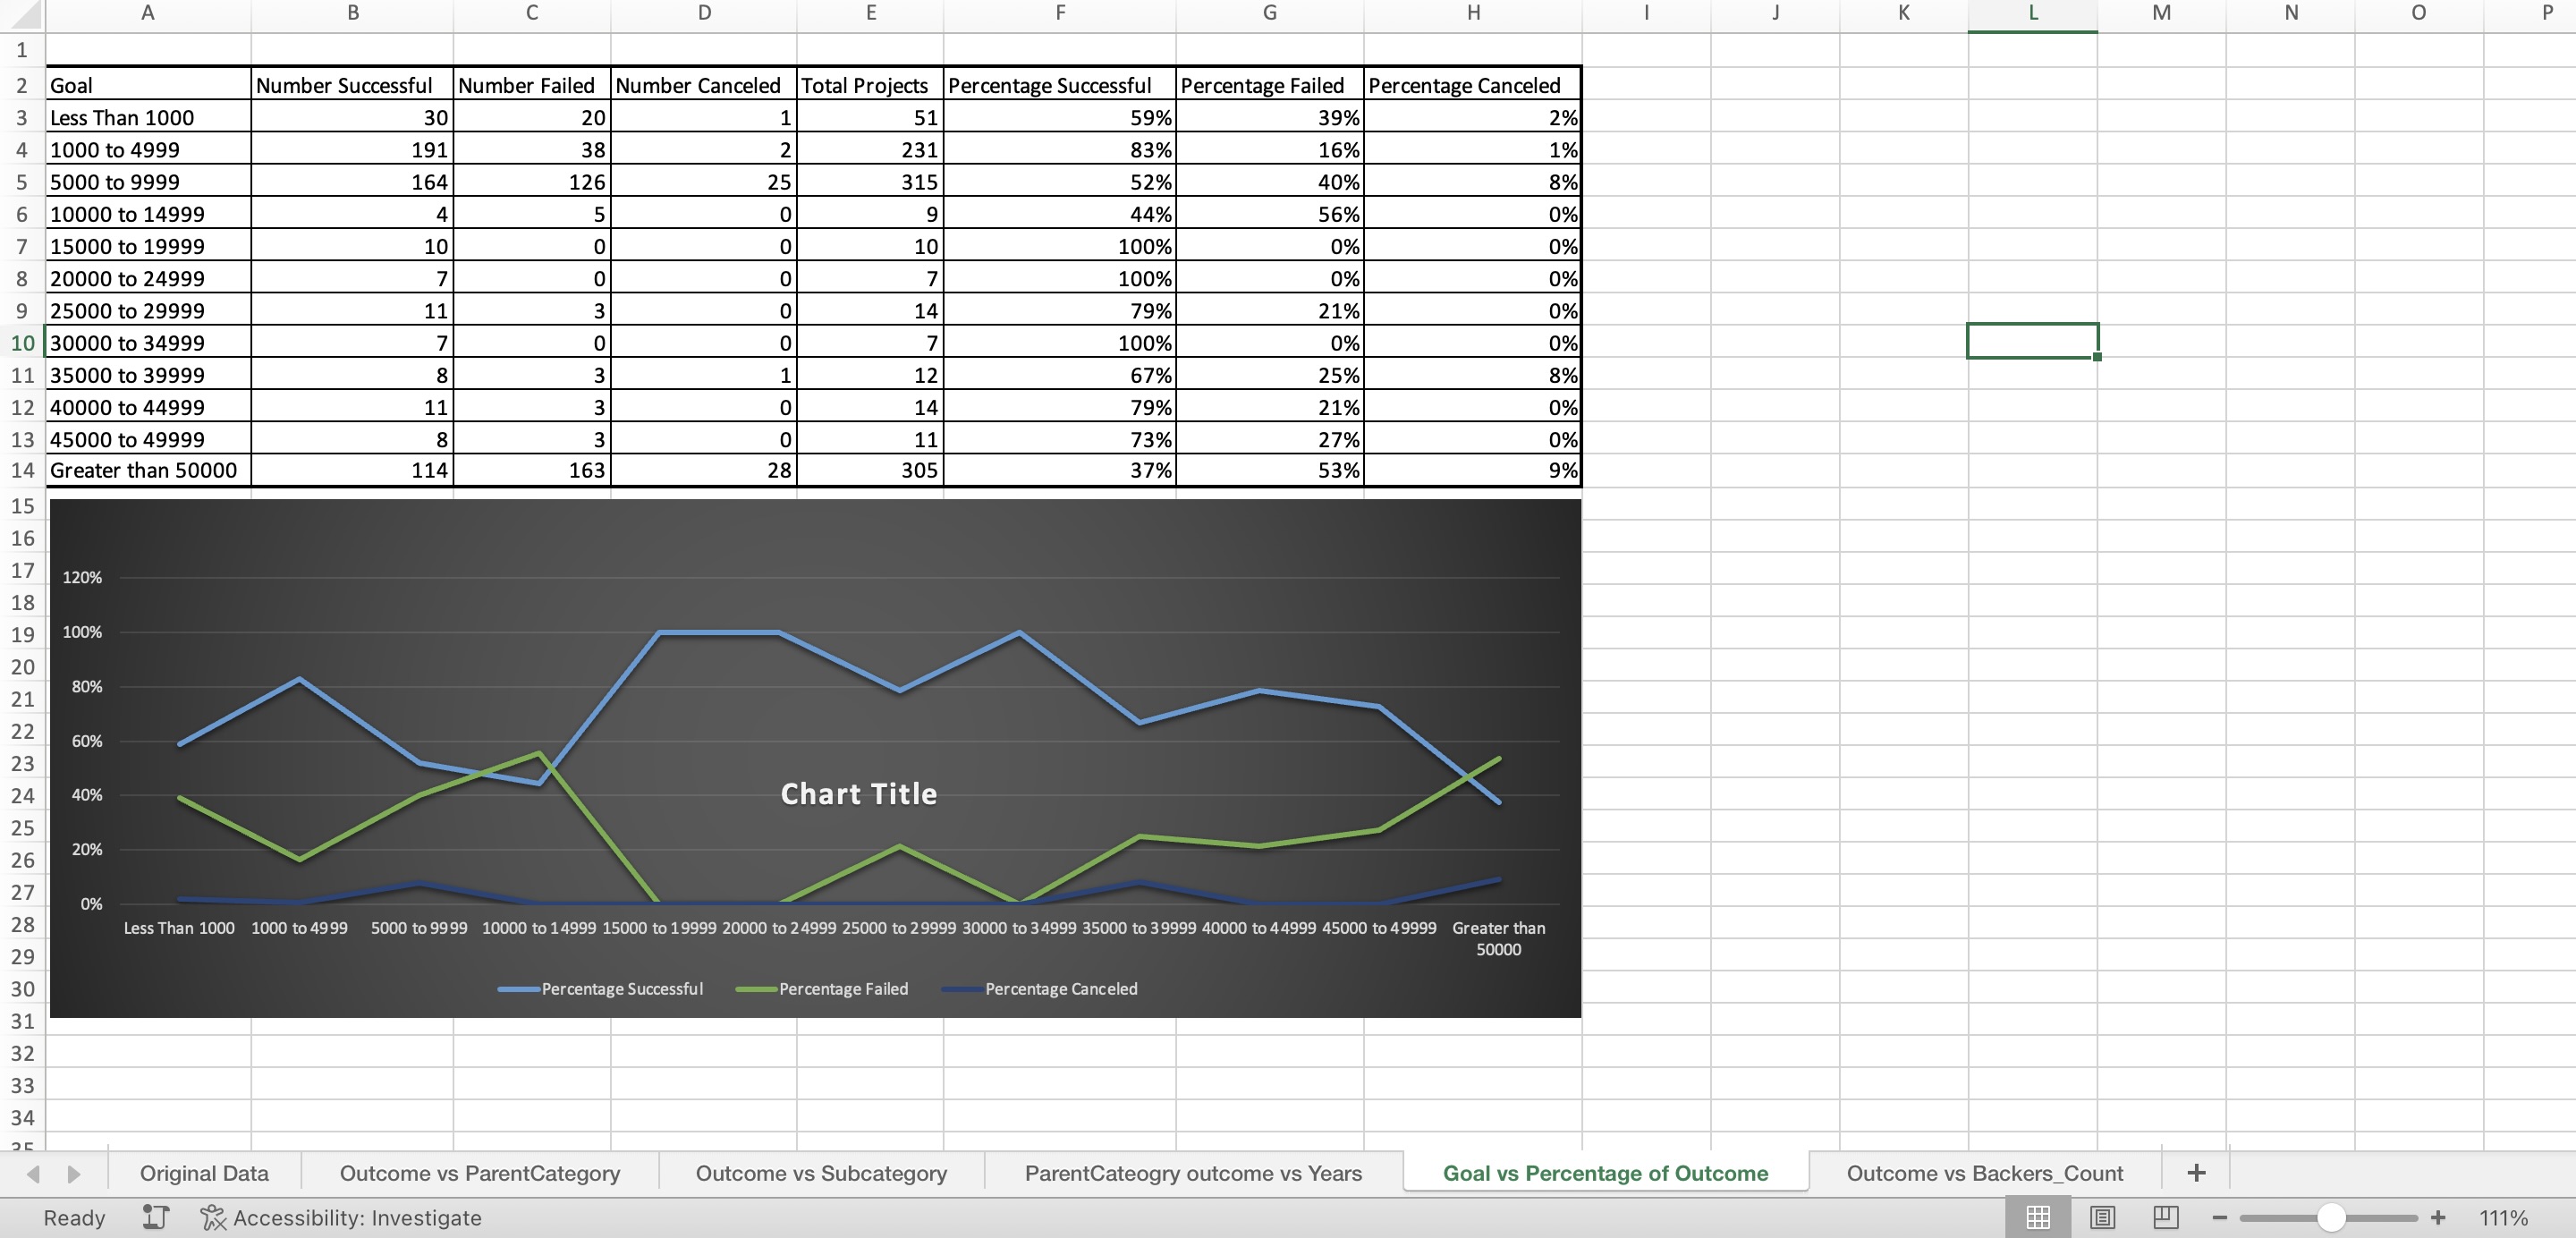 A B C D E F G H I J K L M N O P
1
2 Goal Number Successful Number Failed Number Canceled Total Projects Percentage Successful Percentage Failed Percentage Canceled
3 Less Than 1000 30 20 1 51 59% 39% 2%
4 1000 to 4999 191 38 2 231 83% 16% 1%
5 5000 to 9999 164 126 25 315 52% 40% 8%
6 10000 to 14999 4 5 0 9 44% 56% 0%
7 15000 to 19999 10 0 0 10 100% 0% 0%
8 20000 to 24999 7 0 0 7 100% 0% 0%
9 25000 to 29999 11 3 0 14 79% 21% 0%
10 30000 to 34999 7 0 0 7 100% 0% 0%
11 35000 to 39999 8 3 1 12 67% 25% 8%
12 40000 to 44999 11 3 0 14 79% 21% 0%
13 45000 to 49999 8 3 0 11 73% 27% 0%
14 Greater than 50000 114 163 28 305 37% 53% 9%
15
16
17
18
19
20
21
22
23
24
25
26
27
28
29
30
31
32
33
34
35
120%
100%
80%
60%
40%
20%
0%
Chart Title
Less Than 1000 1000 to 4999 5000 to 9999 10000 to 14999 15000 to 19999 20000 to 24999 25000 to 29999 30000 to 34999 35000 to 39999 40000 to 44999 45000 to 49999 Greater than
50000
Percentage Successful Percentage Failed Percentage Canceled
Original Data Outcome vs ParentCategory Outcome vs Subcategory ParentCateogry outcome vs Years Goal vs Percentage of Outcome Outcome vs Backers_Count +
Ready Accessibility: Investigate 111%